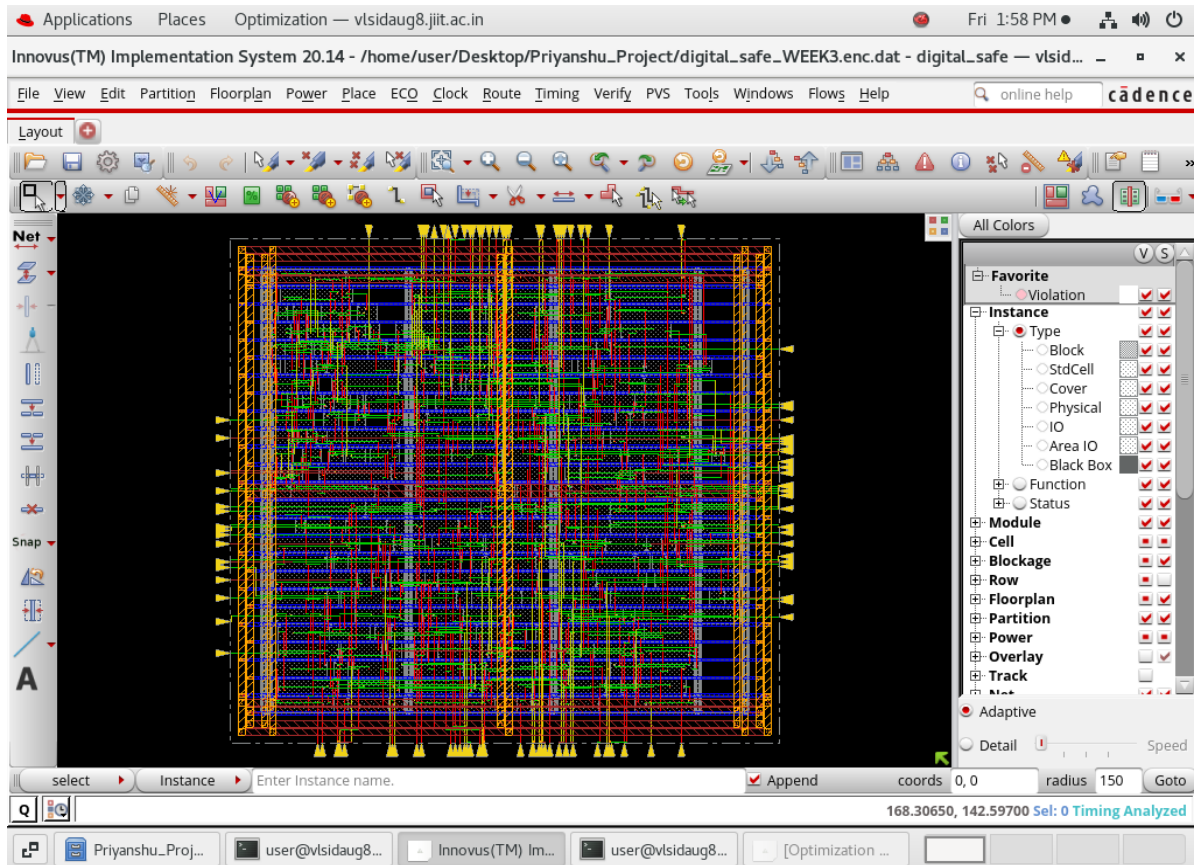 Applications Places Optimization — vlsidaug8.jiit.ac.in Fri 1:58 PM
Innovus(TM) Implementation System 20.14 - /home/user/Desktop/Priyanshu_Project/digital_safe_WEEK3.enc.dat - digital_safe — vlsid...
File View Edit Partition Floorplan Power Place ECO Clock Route Timing Verify PVS Tools Windows Flows Help online help cādence
Layout
All Colors
Net
V S
Favorite
Violation
Instance
Type
Block
StdCell
Cover
Physical
IO
Area IO
Black Box
Function
Status
Snap
Module
Cell
Blockage
Row
Floorplan
Partition
Power
Overlay
Track
A
Net
Adaptive
Detail Speed
select Instance Enter Instance name. Append coords 0, 0 radius 150 Goto
Q 168.30650, 142.59700 Sel: 0 Timing Analyzed
Priyanshu_Proj... user@vlsidaug8... Innovus(TM) Im... user@vlsidaug8... [Optimization ...